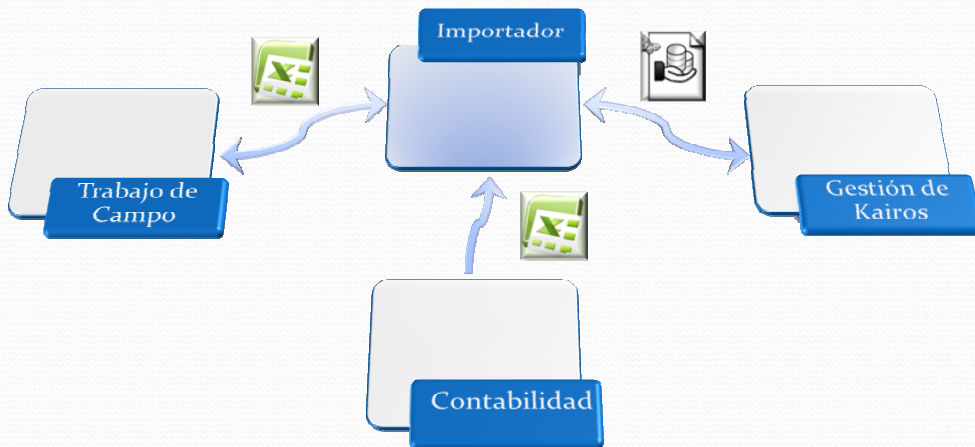 Importador
Trabajo de
Campo
Gestión de
Kairos
Contabilidad